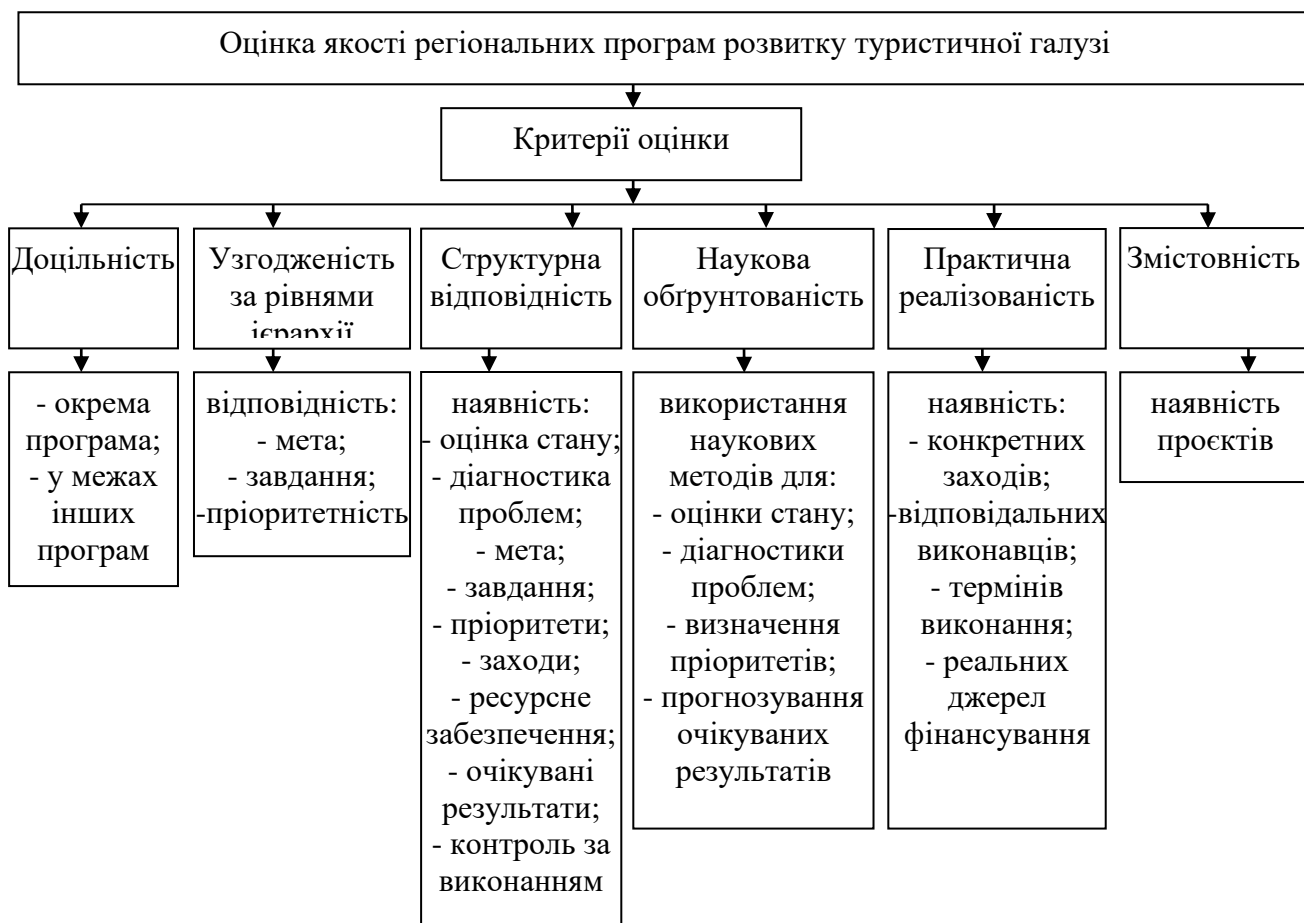 Оцінка якості регіональних програм розвитку туристичної галузі
Критерії оцінки
Доцільність
Узгодженість
за рівнями
ієрархії
Структурна
відповідність
Наукова
обґрунтованість
Практична
реалізованість
Змістовність
- окрема
програма;
- у межах
інших
програм
відповідність:
- мета;
- завдання;
-пріоритетність
наявність:
- оцінка стану;
- діагностика
проблем;
- мета;
- завдання;
- пріоритети;
- заходи;
- ресурсне
забезпечення;
- очікувані
результати;
- контроль за
виконанням
використання
наукових
методів для:
- оцінки стану;
- діагностики
проблем;
- визначення
пріоритетів;
- прогнозування
очікуваних
результатів
наявність:
- конкретних
заходів;
-відповідальних
виконавців;
- термінів
виконання;
- реальних
джерел
фінансування
наявність
проєктів